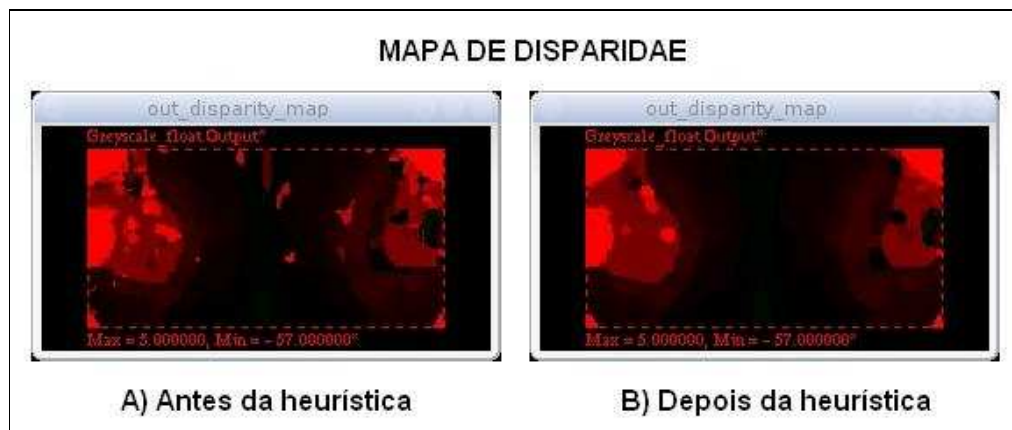 MAPA DE DISPARIDAE
out_disparity_map
Greyscale_float Output"
Max = 5.000000, Min = - 57.000000"
A) Antes da heurística
out_disparity_map
Greyscale_float Output"
Max = 5.000000, Min = - 57.000000"
B) Depois da heurística